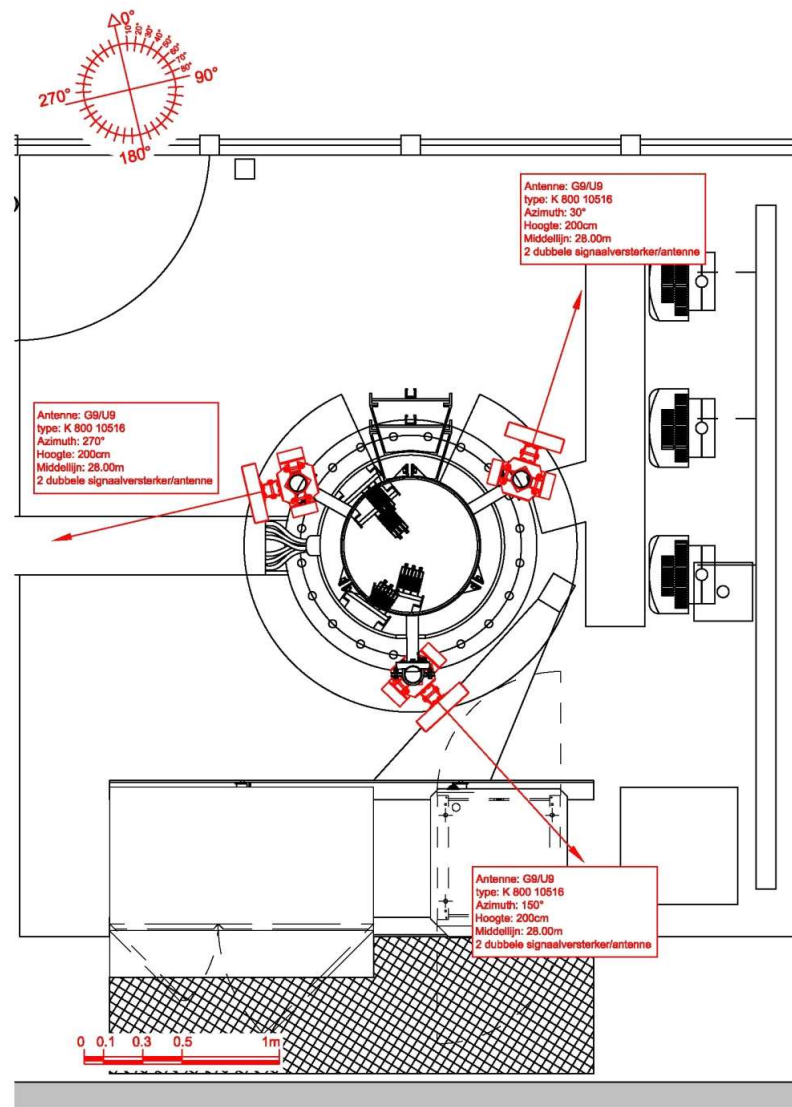 0°
10°
20°
30°
40°
50°
60°
70°
80°
90°
270°
180°
Antenne: G9/U9
type: K 800 10516
Azimuth: 30°
Hoogte: 200cm
Middellijn: 28.00m
2 dubbele signaalversterker/antenne
Antenne: G9/U9
type: K 800 10516
Azimuth: 270°
Hoogte: 200cm
Middellijn: 28.00m
2 dubbele signaalversterker/antenne
Antenne: G9/U9
type: K 800 10516
Azimuth: 150°
Hoogte: 200cm
Middellijn: 28.00m
2 dubbele signaalversterker/antenne
0 0.1 0.3 0.5 1m